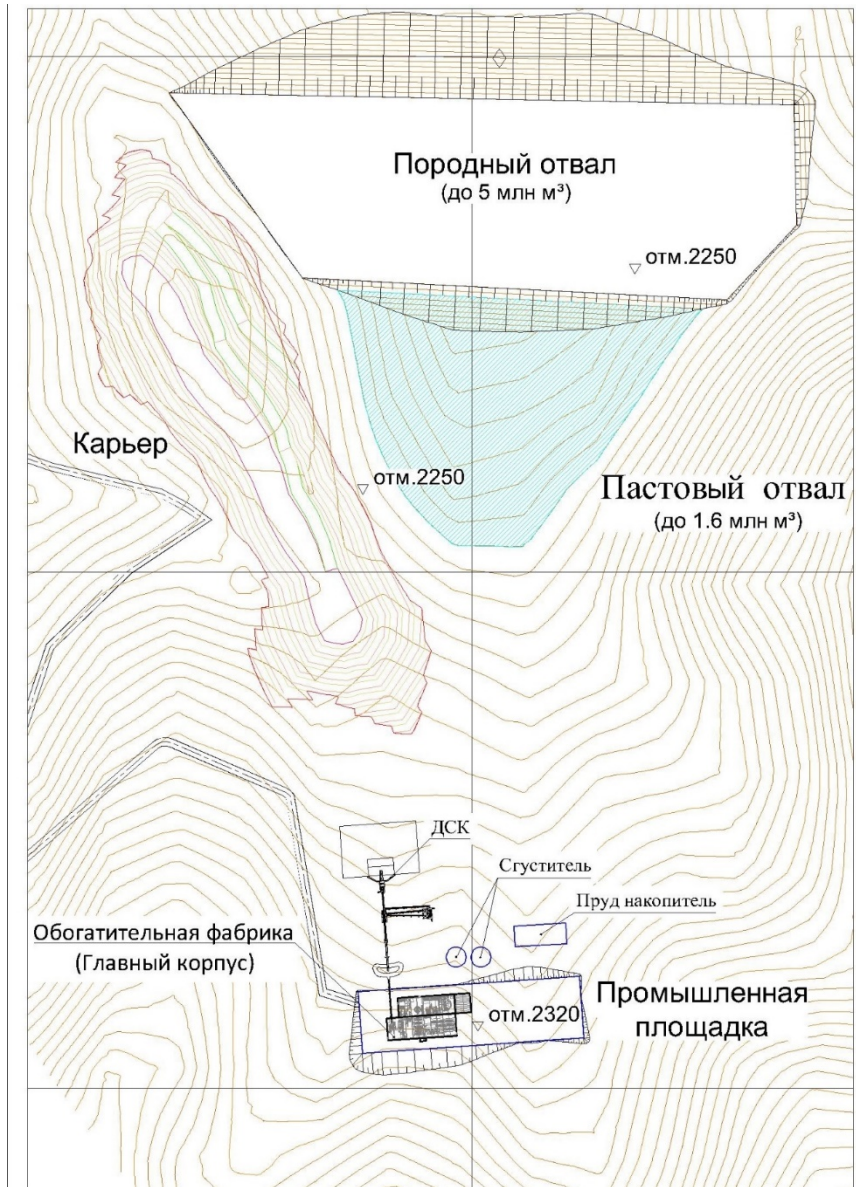 Породный отвал
(до 5 млн м³)
отм.2250
Карьер
отм.2250
Пастовый отвал
(до 1.6 млн м³)
ДСК
Сгуститель
Пруд накопитель
Обогатительная фабрика
(Главный корпус)
отм.2320
Промышленная
площадка